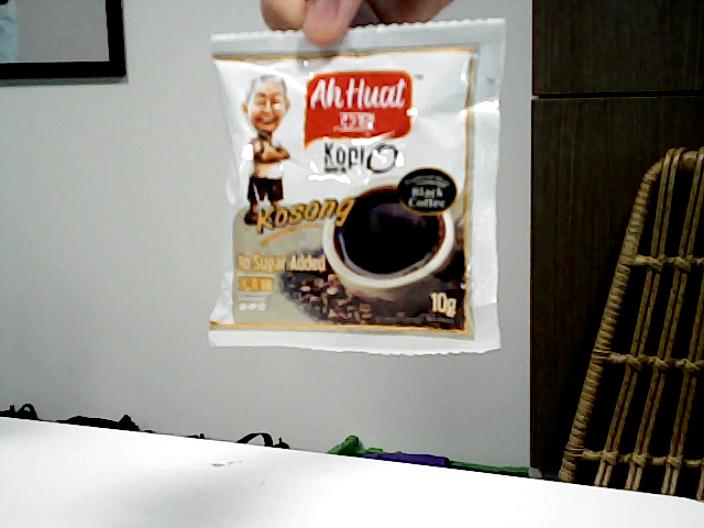 Ah Huat
Kopi O
Black
Coffee
Kosong
No Sugar Added
10g